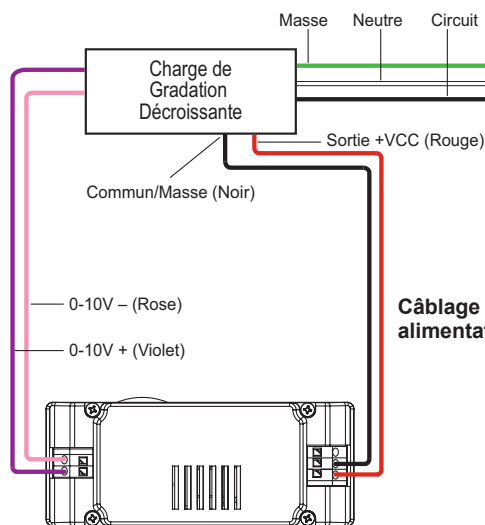 Masse Neutre Circuit
Charge de
Gradation
Décroissante
Sortie +VCC (Rouge)
Commun/Masse (Noir)
0-10V – (Rose)
0-10V + (Violet)
Câblage